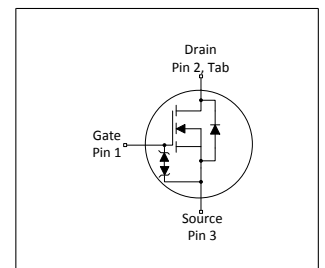 Drain
Pin 2, Tab
Gate
Pin 1
Source
Pin 3